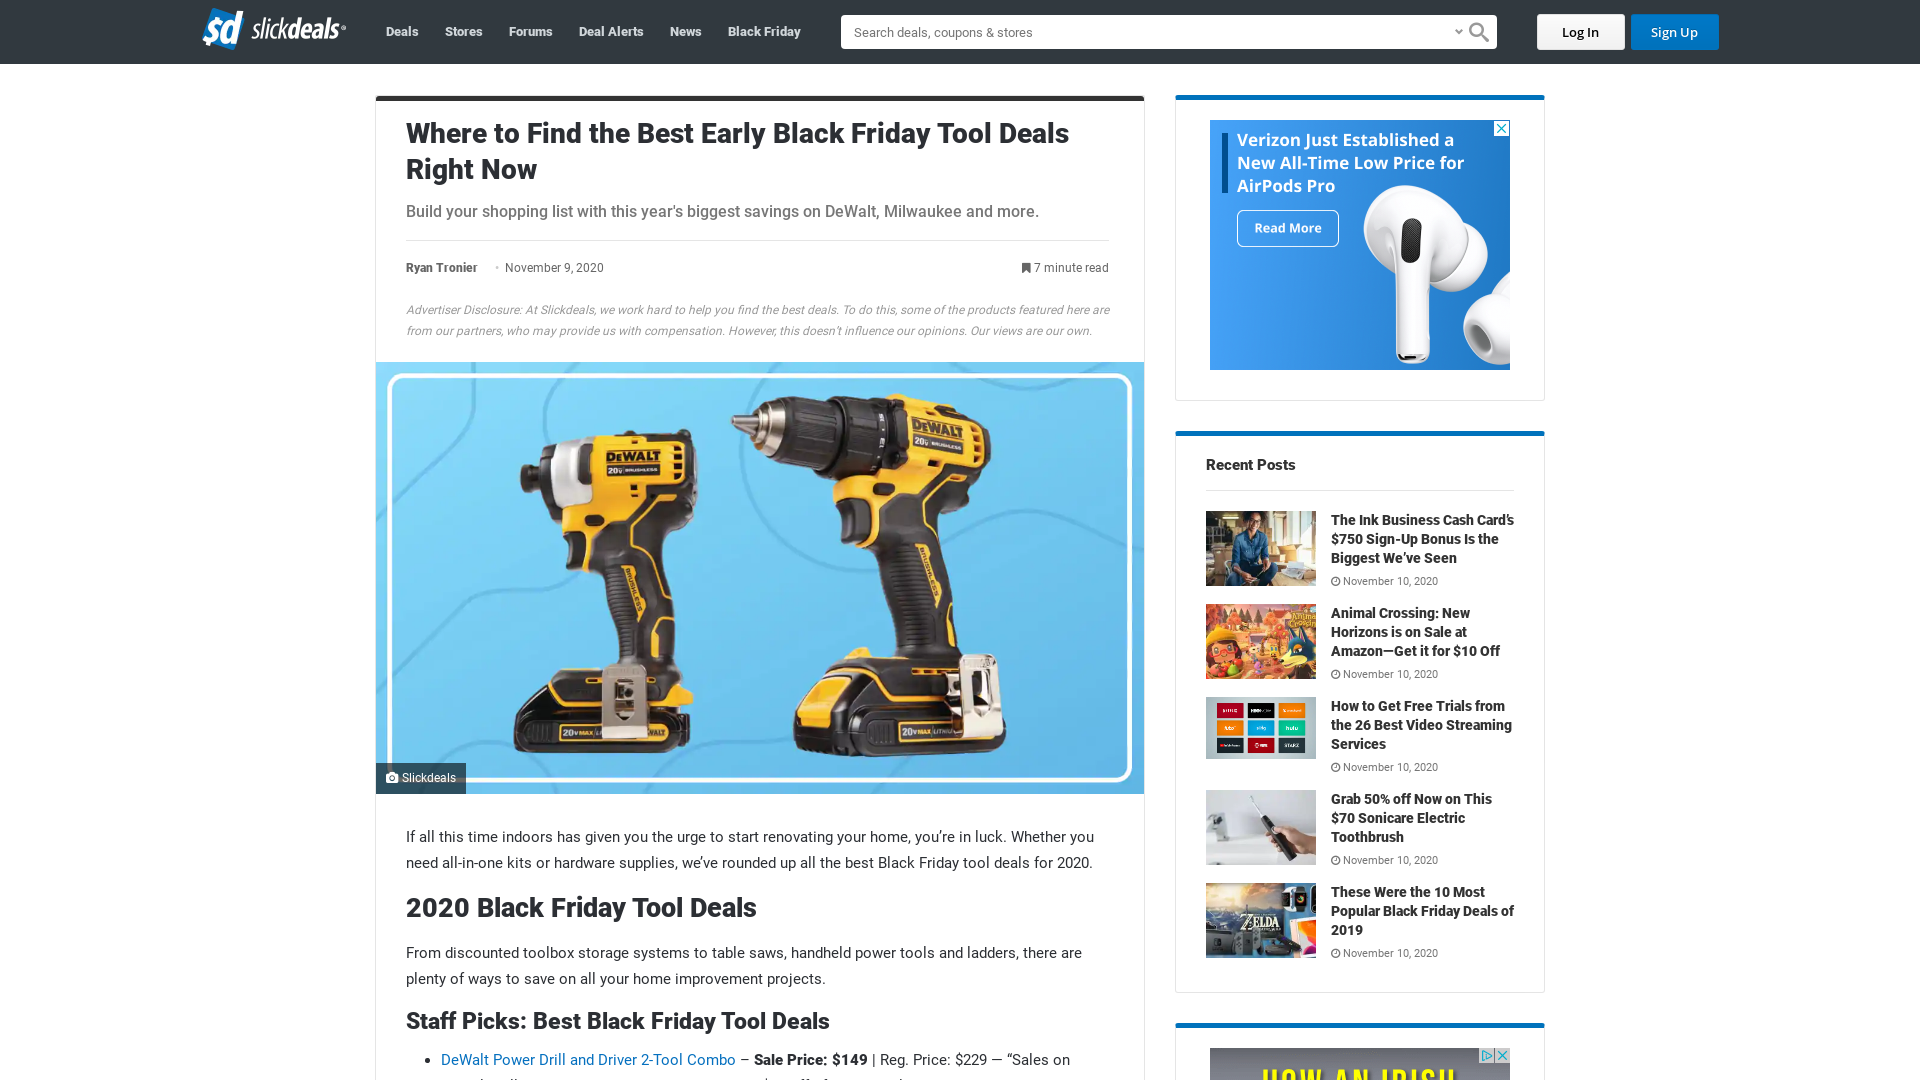 sd slickdeals
Deals
Stores
Forums
Deal Alerts
News
Black Friday
Search deals, coupons & stores
Log In
Sign Up
Where to Find the Best Early Black Friday Tool Deals
Right Now
Build your shopping list with this year's biggest savings on DeWalt, Milwaukee and more.
Ryan Tronier
November 9, 2020
7 minute read
Advertiser Disclosure: At Slickdeals, we work hard to help you find the best deals. To do this, some of the products featured here are
from our partners, who may provide us with compensation. However, this doesn't influence our opinions. Our views are our own.
DEWALT
20V BRUSHLESS
DEWALT
20V BRUSHLESS
BRUSHLESS
BRUSHLESS
20V MAX
DEWALT
20V MAX
Slickdeals
If all this time indoors has given you the urge to start renovating your home, you’re in luck. Whether you
need all-in-one kits or hardware supplies, we’ve rounded up all the best Black Friday tool deals for 2020.
2020 Black Friday Tool Deals
From discounted toolbox storage systems to table saws, handheld power tools and ladders, there are
plenty of ways to save on all your home improvement projects.
Staff Picks: Best Black Friday Tool Deals
• DeWalt Power Drill and Driver 2-Tool Combo – Sale Price: $149 | Reg. Price: $229 — “Sales on
Verizon Just Established a
New All-Time Low Price for
AirPods Pro
Read More
Recent Posts
The Ink Business Cash Card’s
$750 Sign-Up Bonus Is the
Biggest We’ve Seen
November 10, 2020
Animal Crossing: New
Horizons is on Sale at
Amazon—Get it for $10 Off
November 10, 2020
How to Get Free Trials from
the 26 Best Video Streaming
Services
November 10, 2020
Grab 50% off Now on This
$70 Sonicare Electric
Toothbrush
November 10, 2020
ZELDA
These Were the 10 Most
Popular Black Friday Deals of
2019
November 10, 2020
HOW AN IRISH